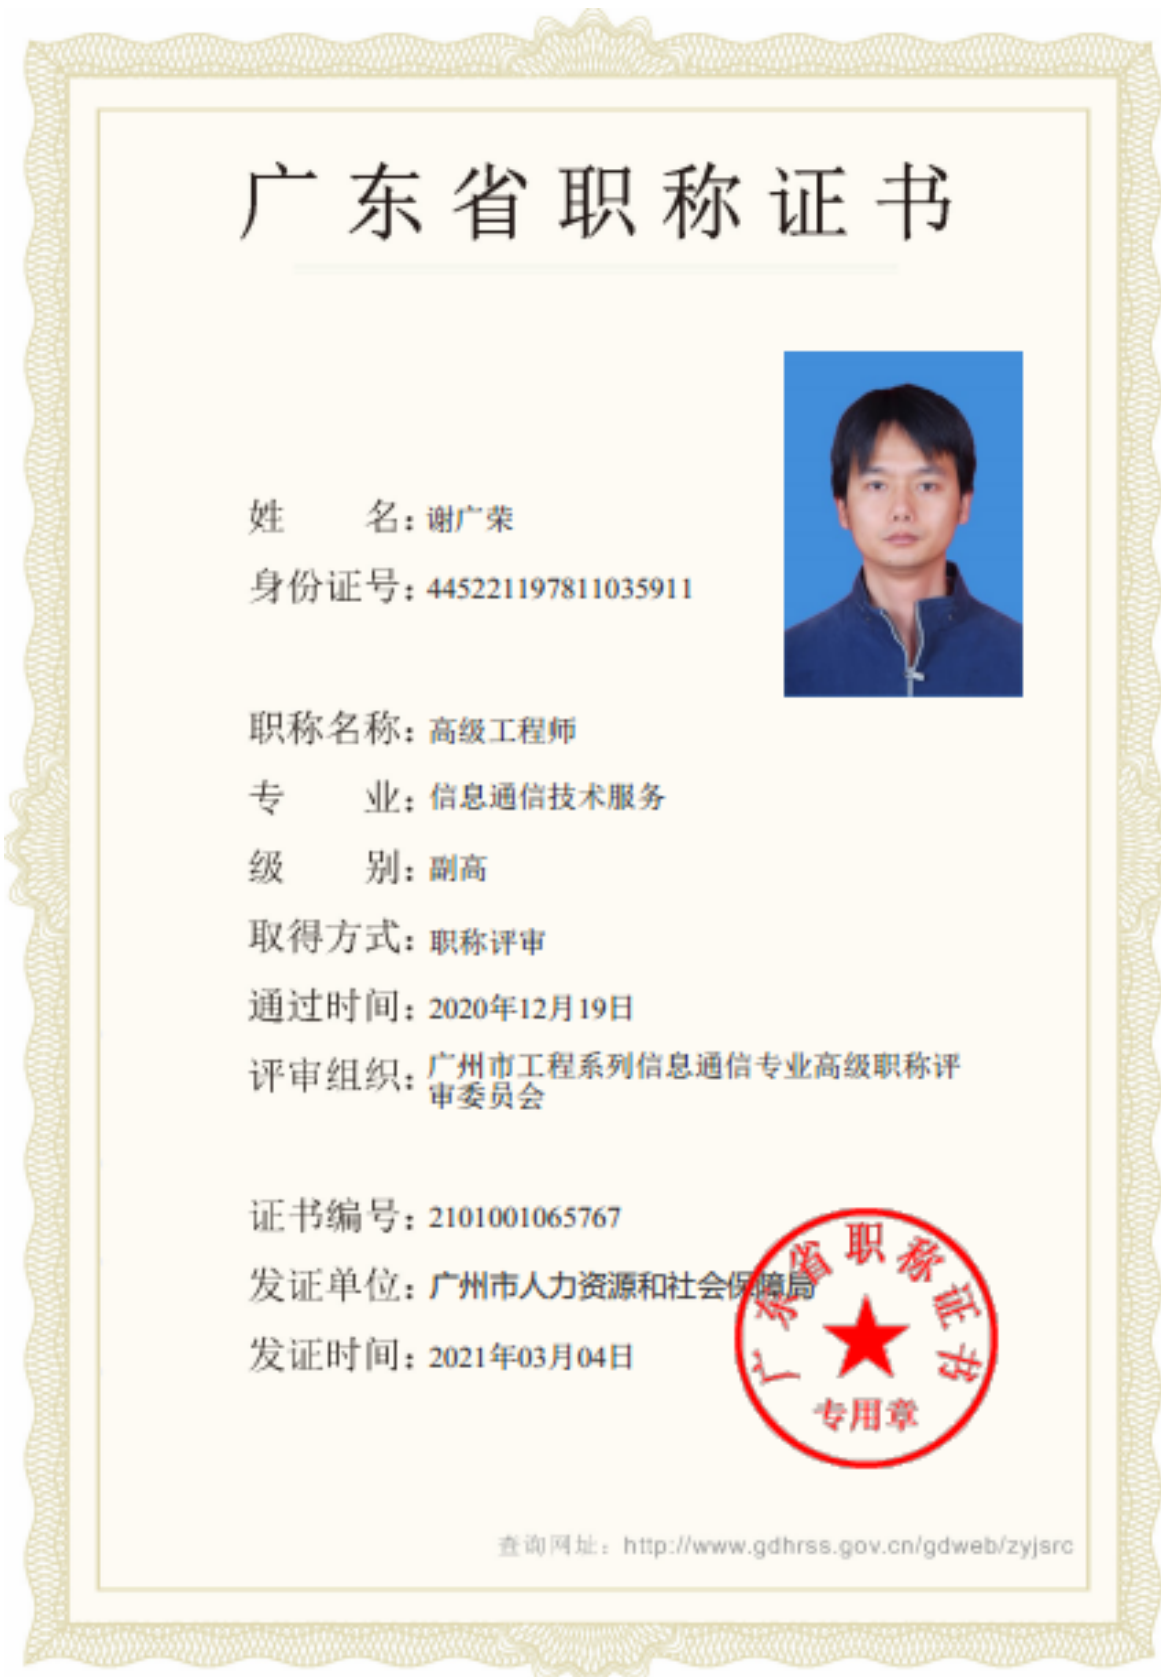 广东省职称证书
姓 名：谢广荣
身份证号：445221197811035911
职称名称：高级工程师
专 业：信息通信技术服务
级 别：副高
取得方式：职称评审
通过时间：2020年12月19日
评审组织：广州市工程系列信息通信专业高级职称评
审委员会
证书编号：2101001065767
发证单位：广州市人力资源和社会保障局
发证时间：2021年03月04日
广东省职称证书
专用章
查询网址：http://www.gdhrss.gov.cn/gdweb/zyjsrc